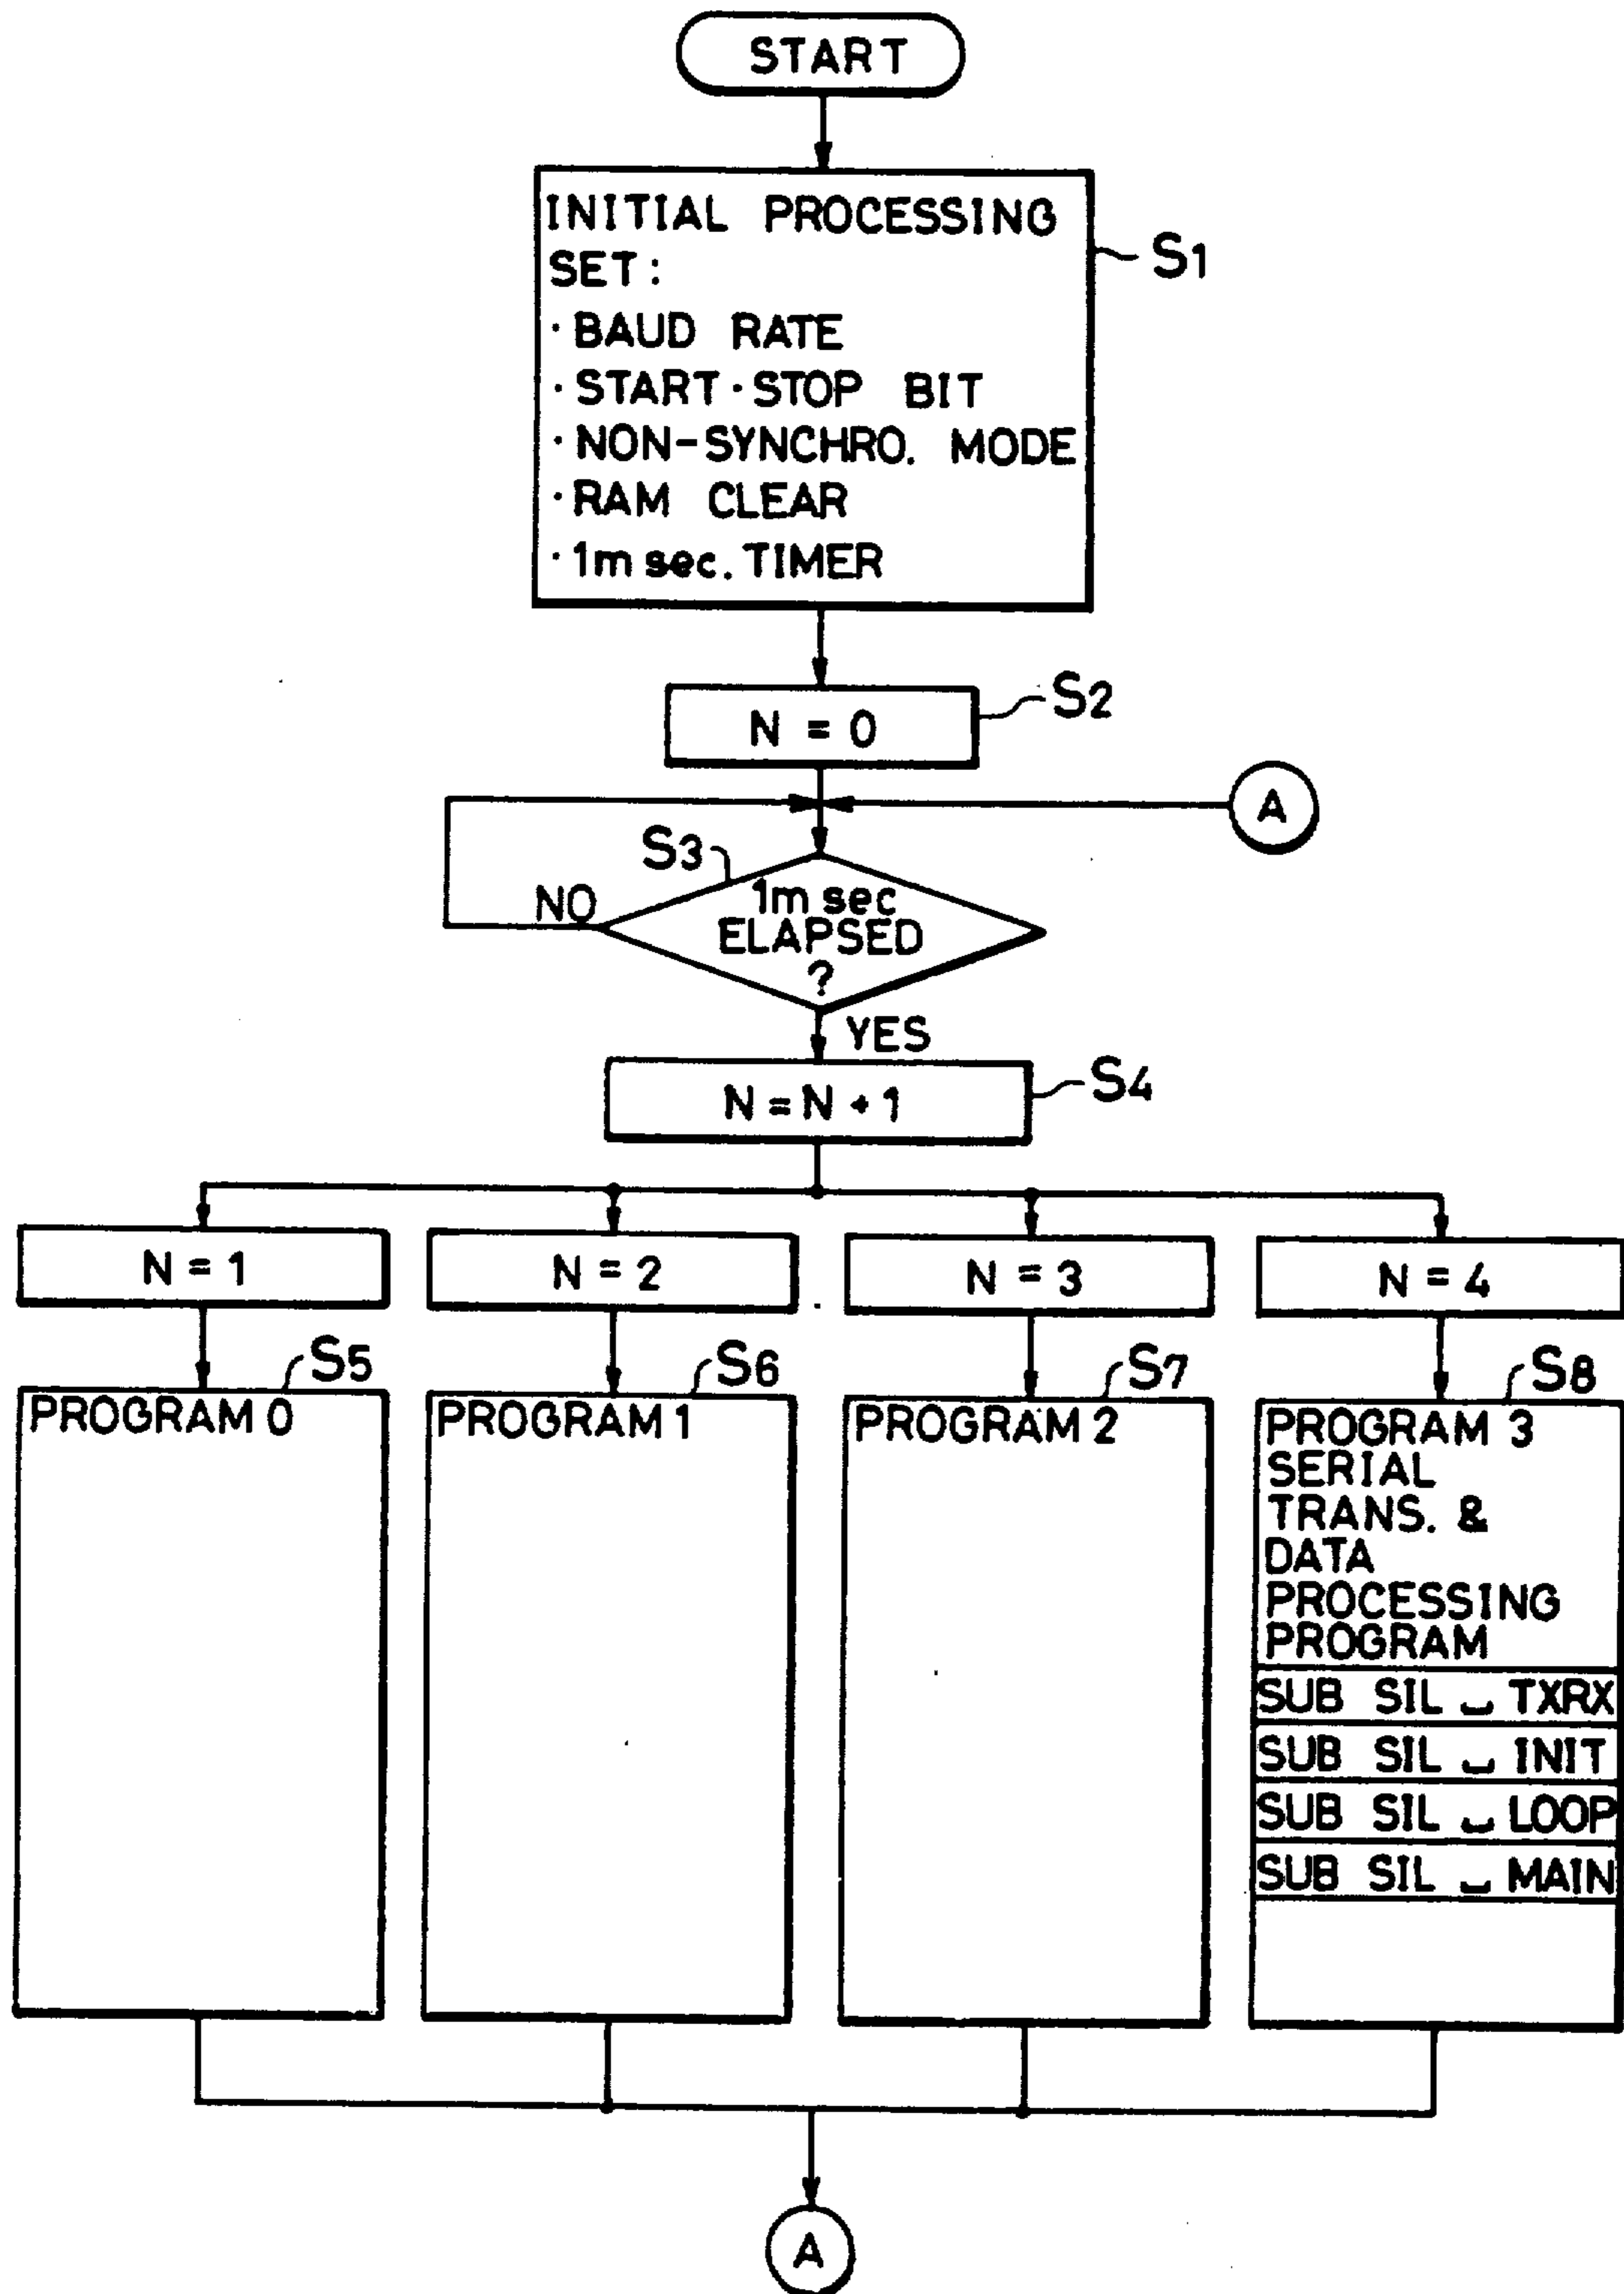 START
INITIAL PROCESSING
SET:
· BAUD RATE
· START·STOP BIT
· NON-SYNCHRO. MODE
· RAM CLEAR
· 1m sec. TIMER
S1
N = 0
S2
A
S3
NO
1m sec
ELAPSED
?
YES
N = N + 1
S4
N = 1
N = 2
N = 3
N = 4
S5
S6
S7
S8
PROGRAM 0
PROGRAM 1
PROGRAM 2
PROGRAM 3
SERIAL
TRANS. &
DATA
PROCESSING
PROGRAM
SUB SIL ⎵ TXRX
SUB SIL ⎵ INIT
SUB SIL ⎵ LOOP
SUB SIL ⎵ MAIN
A